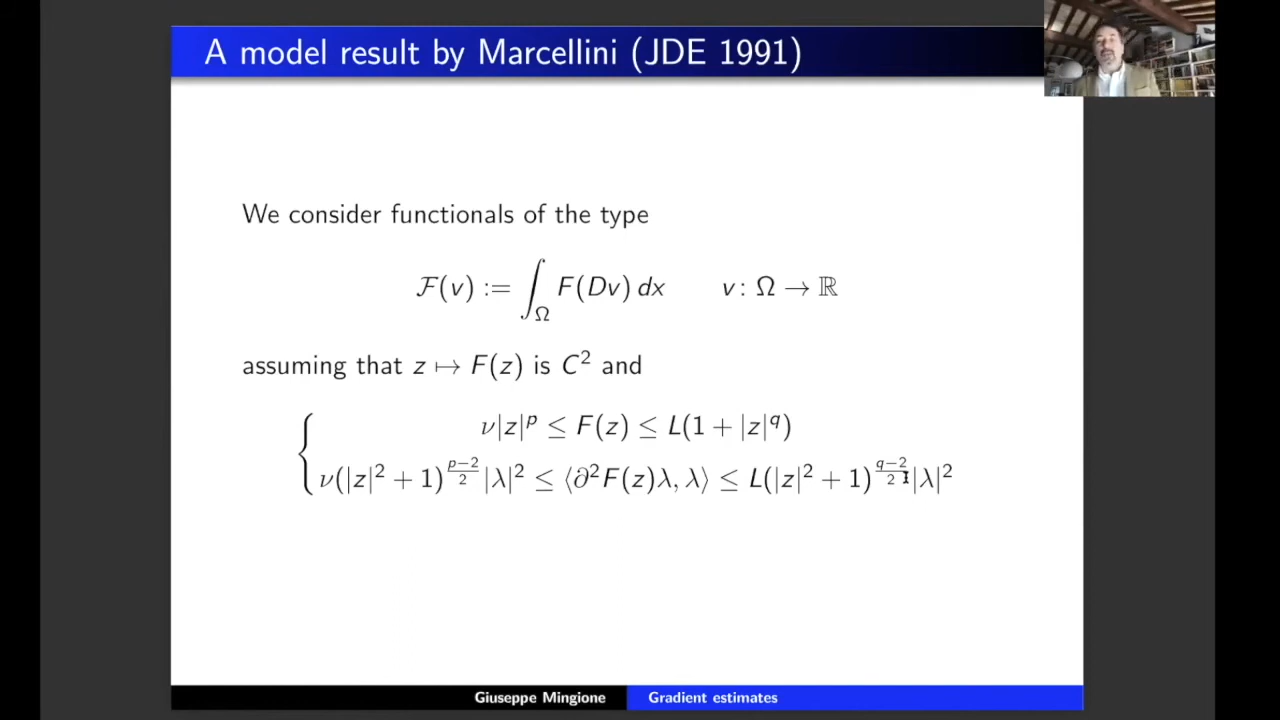 A model result by Marcellini (JDE 1991)
We consider functionals of the type
𝓕(v) := ∫_Ω F(Dv) dx    v : Ω → ℝ
assuming that z ↦ F(z) is C² and
ν|z|^p ≤ F(z) ≤ L(1 + |z|^q)
ν(|z|² + 1)^{(p−2)/2} |λ|² ≤ ⟨∂²F(z)λ, λ⟩ ≤ L(|z|² + 1)^{(q−2)/2} |λ|²
Giuseppe Mingione    Gradient estimates